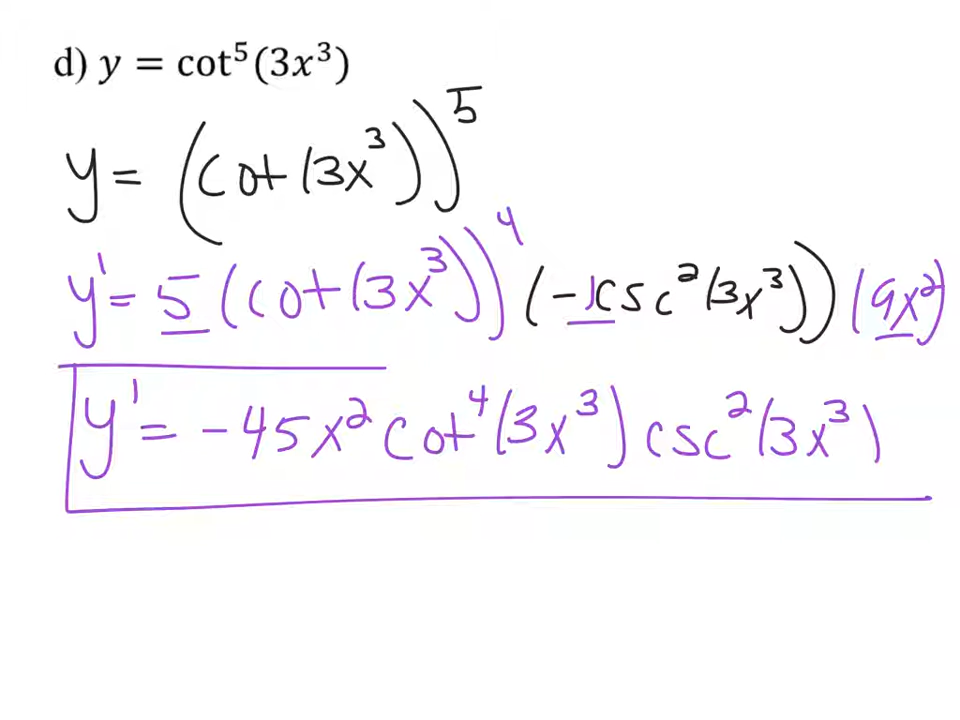 d) y = cot⁵(3x³)
y = (cot(3x³))⁵
y' = 5(cot(3x³))⁴(-1csc²(3x³))(9x²)
y' = -45x² cot⁴(3x³) csc²(3x³)